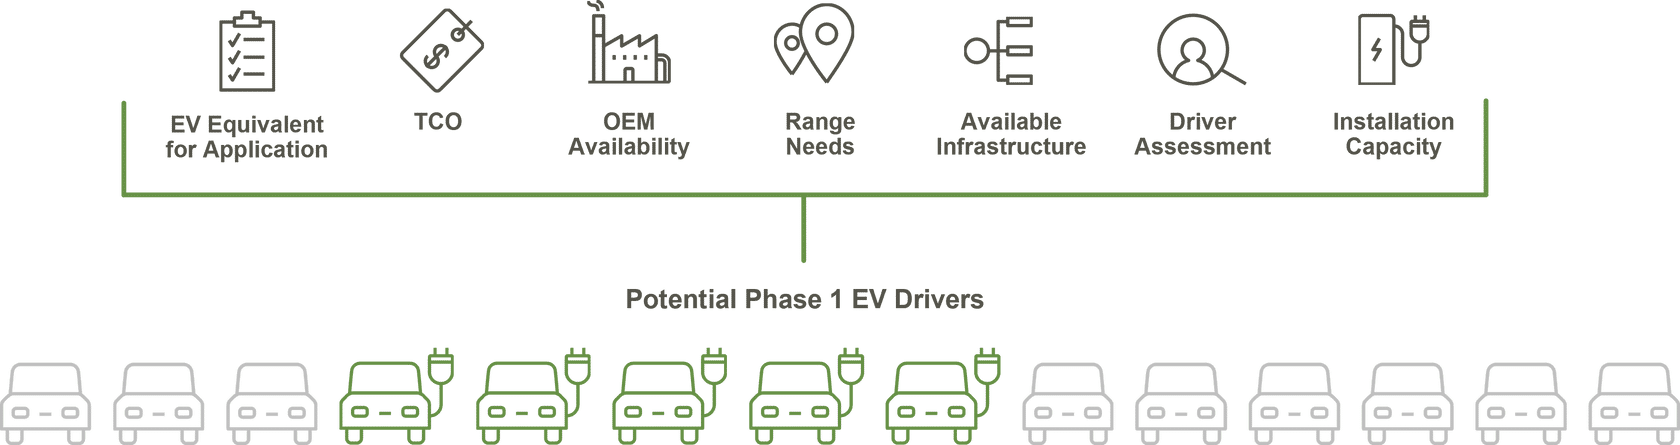 EV Equivalent
for Application
TCO
OEM
Availability
Range
Needs
Available
Infrastructure
Driver
Assessment
Installation
Capacity
Potential Phase 1 EV Drivers